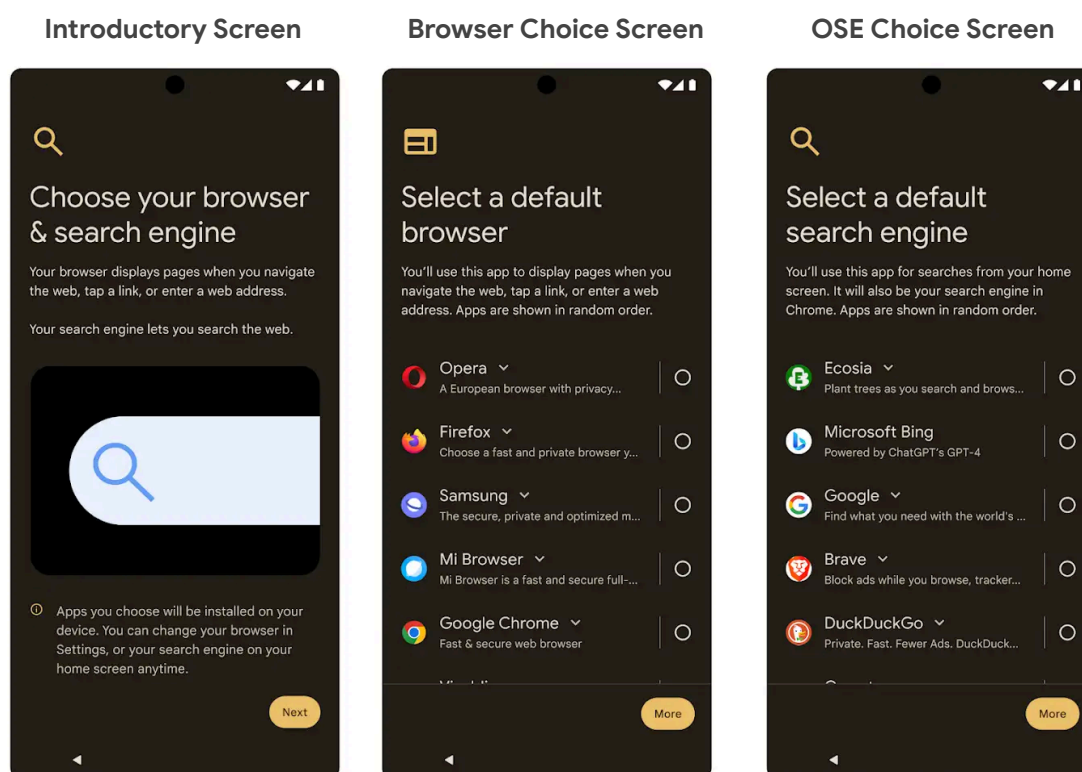 Introductory Screen
Choose your browser
& search engine
Your browser displays pages when you navigate
the web, tap a link, or enter a web address.
Your search engine lets you search the web.
Apps you choose will be installed on your
device. You can change your browser in
Settings, or your search engine on your
home screen anytime.
Next
Browser Choice Screen
Select a default
browser
You'll use this app to display pages when you
navigate the web, tap a link, or enter a web
address. Apps are shown in random order.
Opera
A European browser with privacy...
Firefox
Choose a fast and private browser y...
Samsung
The secure, private and optimized m...
Mi Browser
Mi Browser is a fast and secure full-...
Google Chrome
Fast & secure web browser
More
OSE Choice Screen
Select a default
search engine
You'll use this app for searches from your home
screen. It will also be your search engine in
Chrome. Apps are shown in random order.
Ecosia
Plant trees as you search and brows...
Microsoft Bing
Powered by ChatGPT's GPT-4
Google
Find what you need with the world's ...
Brave
Block ads while you browse, tracker...
DuckDuckGo
Private. Fast. Fewer Ads. DuckDuck...
More